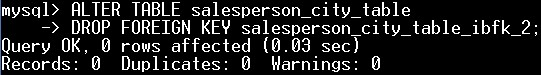 mysql> ALTER TABLE salesperson_city_table
    -> DROP FOREIGN KEY salesperson_city_table_ibfk_2;
Query OK, 0 rows affected (0.03 sec)
Records: 0  Duplicates: 0  Warnings: 0